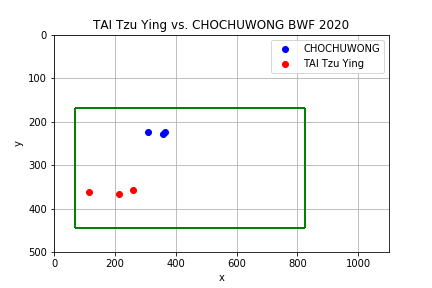 TAI Tzu Ying vs. CHOCHUWONG BWF 2020
CHOCHUWONG
TAI Tzu Ying
0
100
200
300
400
500
y
0 200 400 600 800 1000
x